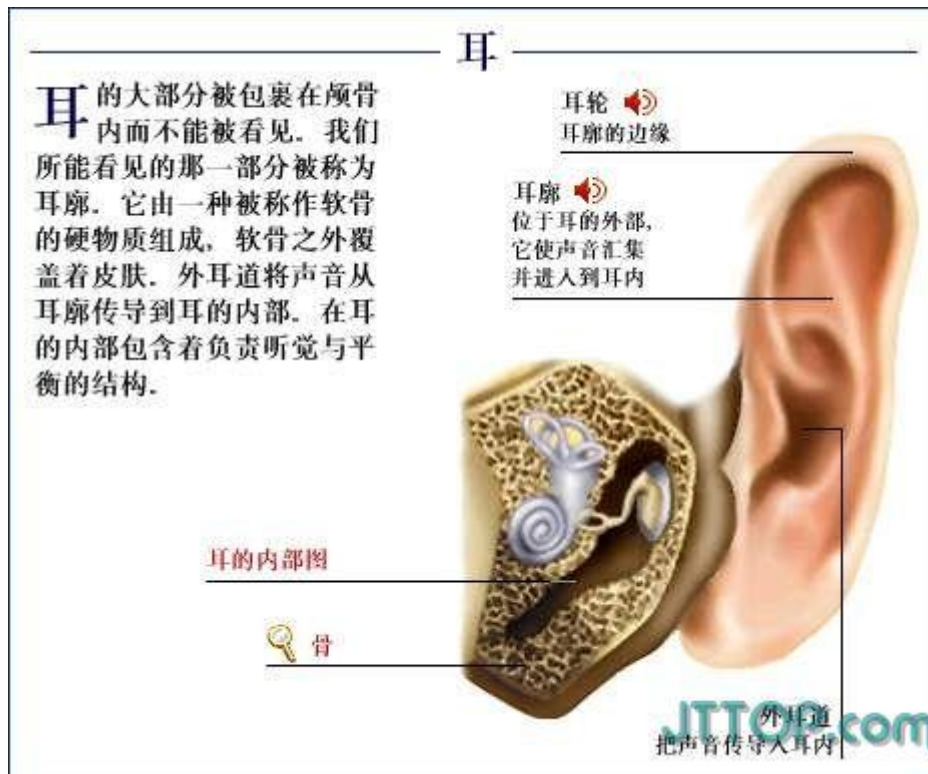 耳
耳的大部分被包裹在颅骨
内而不能被看见. 我们
所能看见的那一部分被称为
耳廓. 它由一种被称作软骨
的硬物质组成, 软骨之外覆
盖着皮肤. 外耳道将声音从
耳廓传导到耳的内部. 在耳
的内部包含着负责听觉与平
衡的结构.
耳轮
耳廓的边缘
耳廓
位于耳的外部,
它使声音汇集
并进入到耳内
耳的内部图
骨
外耳道
把声音传导入耳内
JTTOP.com